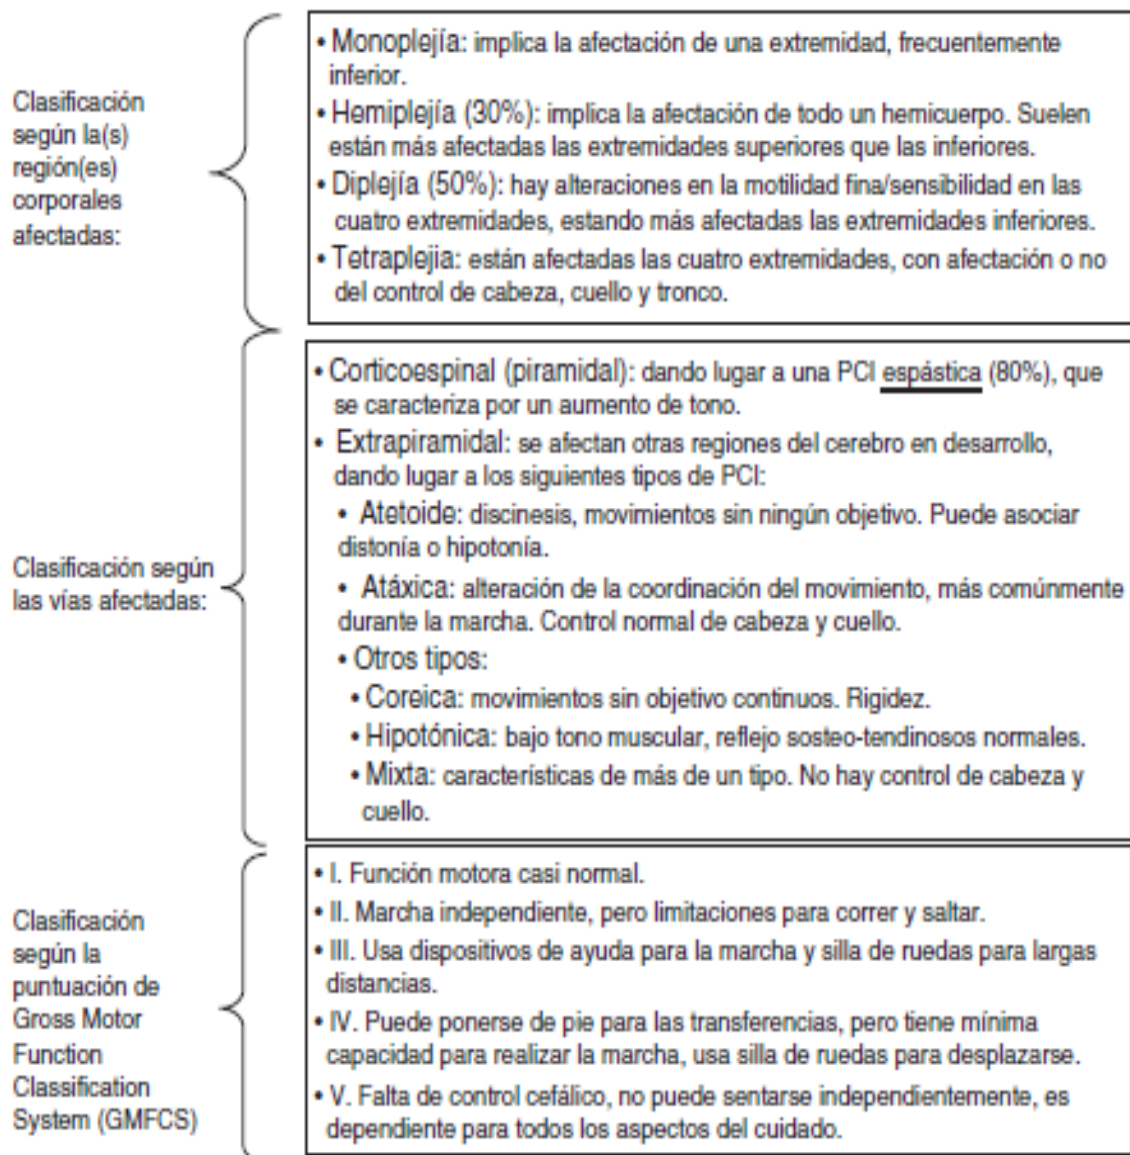 Clasificación
según la(s)
región(es)
corporales
afectadas:
• Monoplejía: implica la afectación de una extremidad, frecuentemente
inferior.
• Hemiplejía (30%): implica la afectación de todo un hemicuerpo. Suelen
están más afectadas las extremidades superiores que las inferiores.
• Diplejía (50%): hay alteraciones en la motilidad fina/sensibilidad en las
cuatro extremidades, estando más afectadas las extremidades inferiores.
• Tetraplejia: están afectadas las cuatro extremidades, con afectación o no
del control de cabeza, cuello y tronco.
Clasificación según
las vías afectadas:
• Corticoespinal (piramidal): dando lugar a una PCI espástica (80%), que
se caracteriza por un aumento de tono.
• Extrapiramidal: se afectan otras regiones del cerebro en desarrollo,
dando lugar a los siguientes tipos de PCI:
• Atetoide: discinesis, movimientos sin ningún objetivo. Puede asociar
distonía o hipotonía.
• Atáxica: alteración de la coordinación del movimiento, más comúnmente
durante la marcha. Control normal de cabeza y cuello.
• Otros tipos:
• Coreica: movimientos sin objetivo continuos. Rigidez.
• Hipotónica: bajo tono muscular, reflejo sosteo-tendinosos normales.
• Mixta: características de más de un tipo. No hay control de cabeza y
cuello.
Clasificación
según la
puntuación de
Gross Motor
Function
Classification
System (GMFCS)
• I. Función motora casi normal.
• II. Marcha independiente, pero limitaciones para correr y saltar.
• III. Usa dispositivos de ayuda para la marcha y silla de ruedas para largas
distancias.
• IV. Puede ponerse de pie para las transferencias, pero tiene mínima
capacidad para realizar la marcha, usa silla de ruedas para desplazarse.
• V. Falta de control cefálico, no puede sentarse independientemente, es
dependiente para todos los aspectos del cuidado.